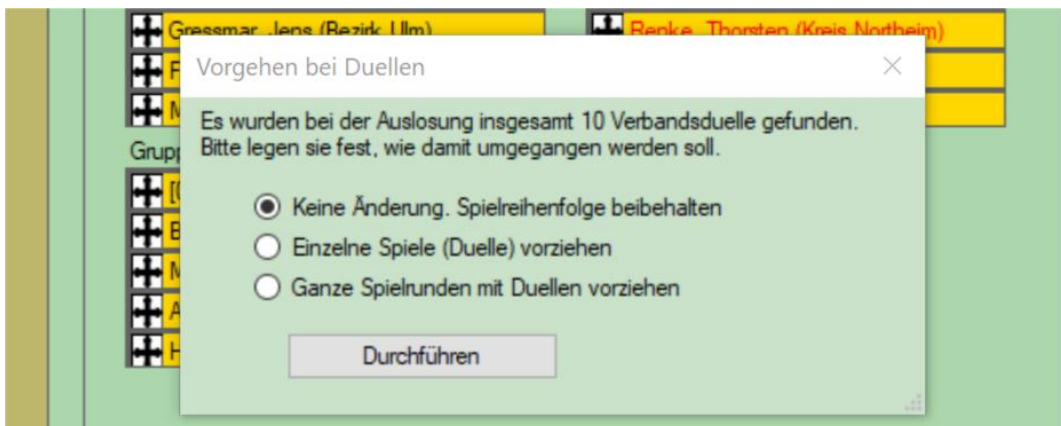 Gressmar, Jens (Bezirk Ulm)
Renke, Thorsten (Kreis Northeim)
Vorgehen bei Duellen
Es wurden bei der Auslosung insgesamt 10 Verbandsduelle gefunden.
Bitte legen sie fest, wie damit umgegangen werden soll.
Keine Änderung. Spielreihenfolge beibehalten
Einzelne Spiele (Duelle) vorziehen
Ganze Spielrunden mit Duellen vorziehen
Durchführen